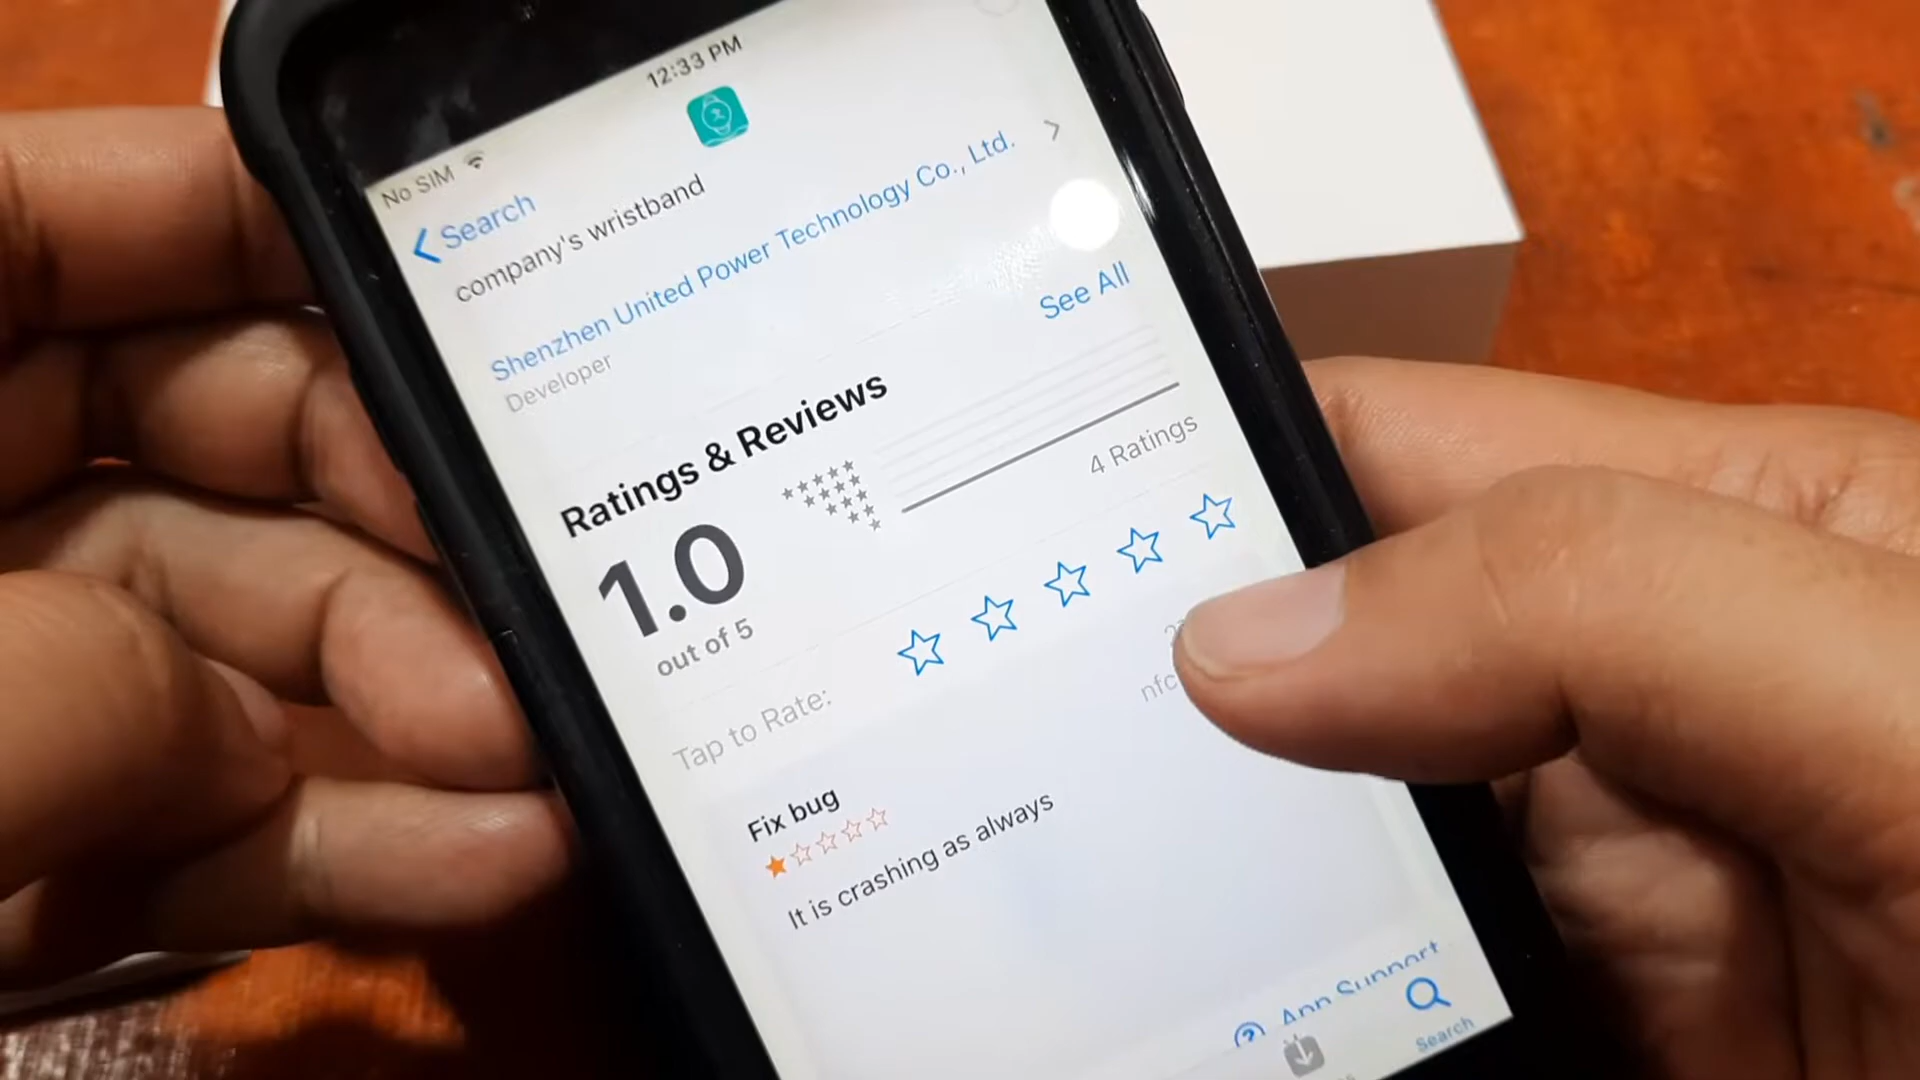 12:33 PM
No SIM
Search
company's wristband
Shenzhen United Power Technology Co., Ltd.
Developer
See All
Ratings & Reviews
1.0
out of 5
4 Ratings
Tap to Rate:
nfc
Fix bug
It is crashing as always
App Support
Search